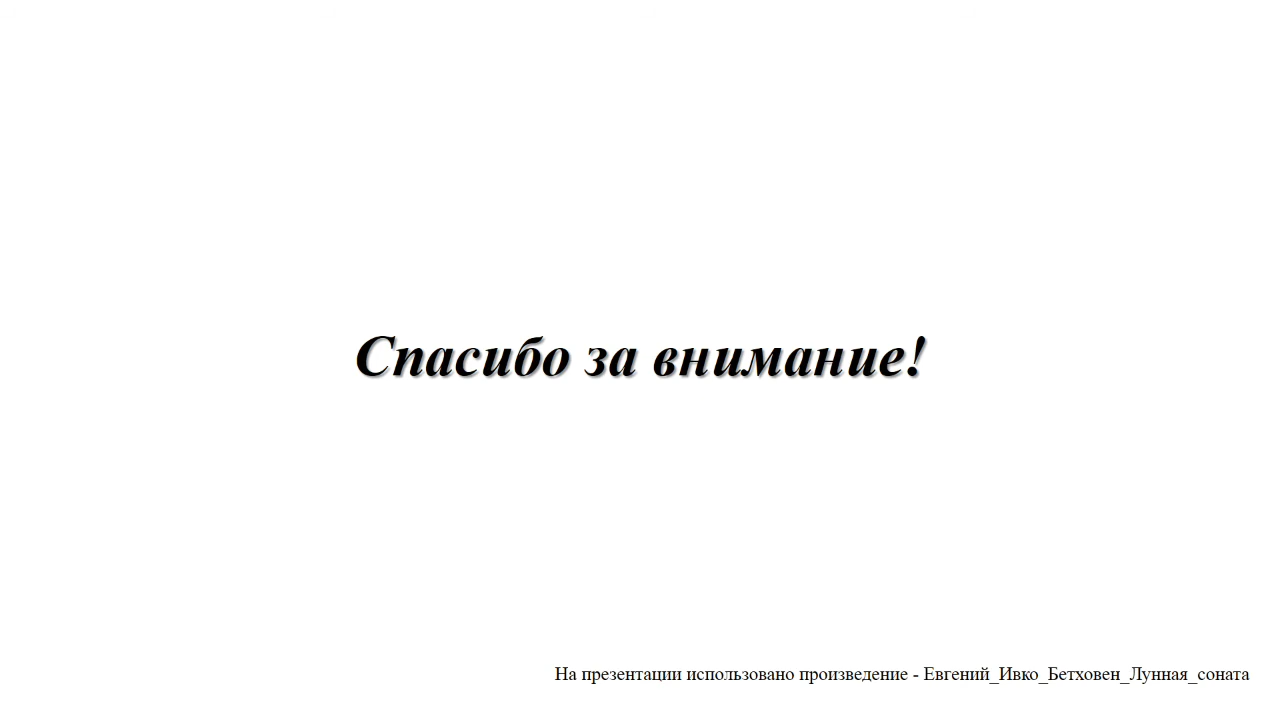 Спасибо за внимание!
На презентации использовано произведение - Евгений_Ивко_Бетховен_Лунная_соната